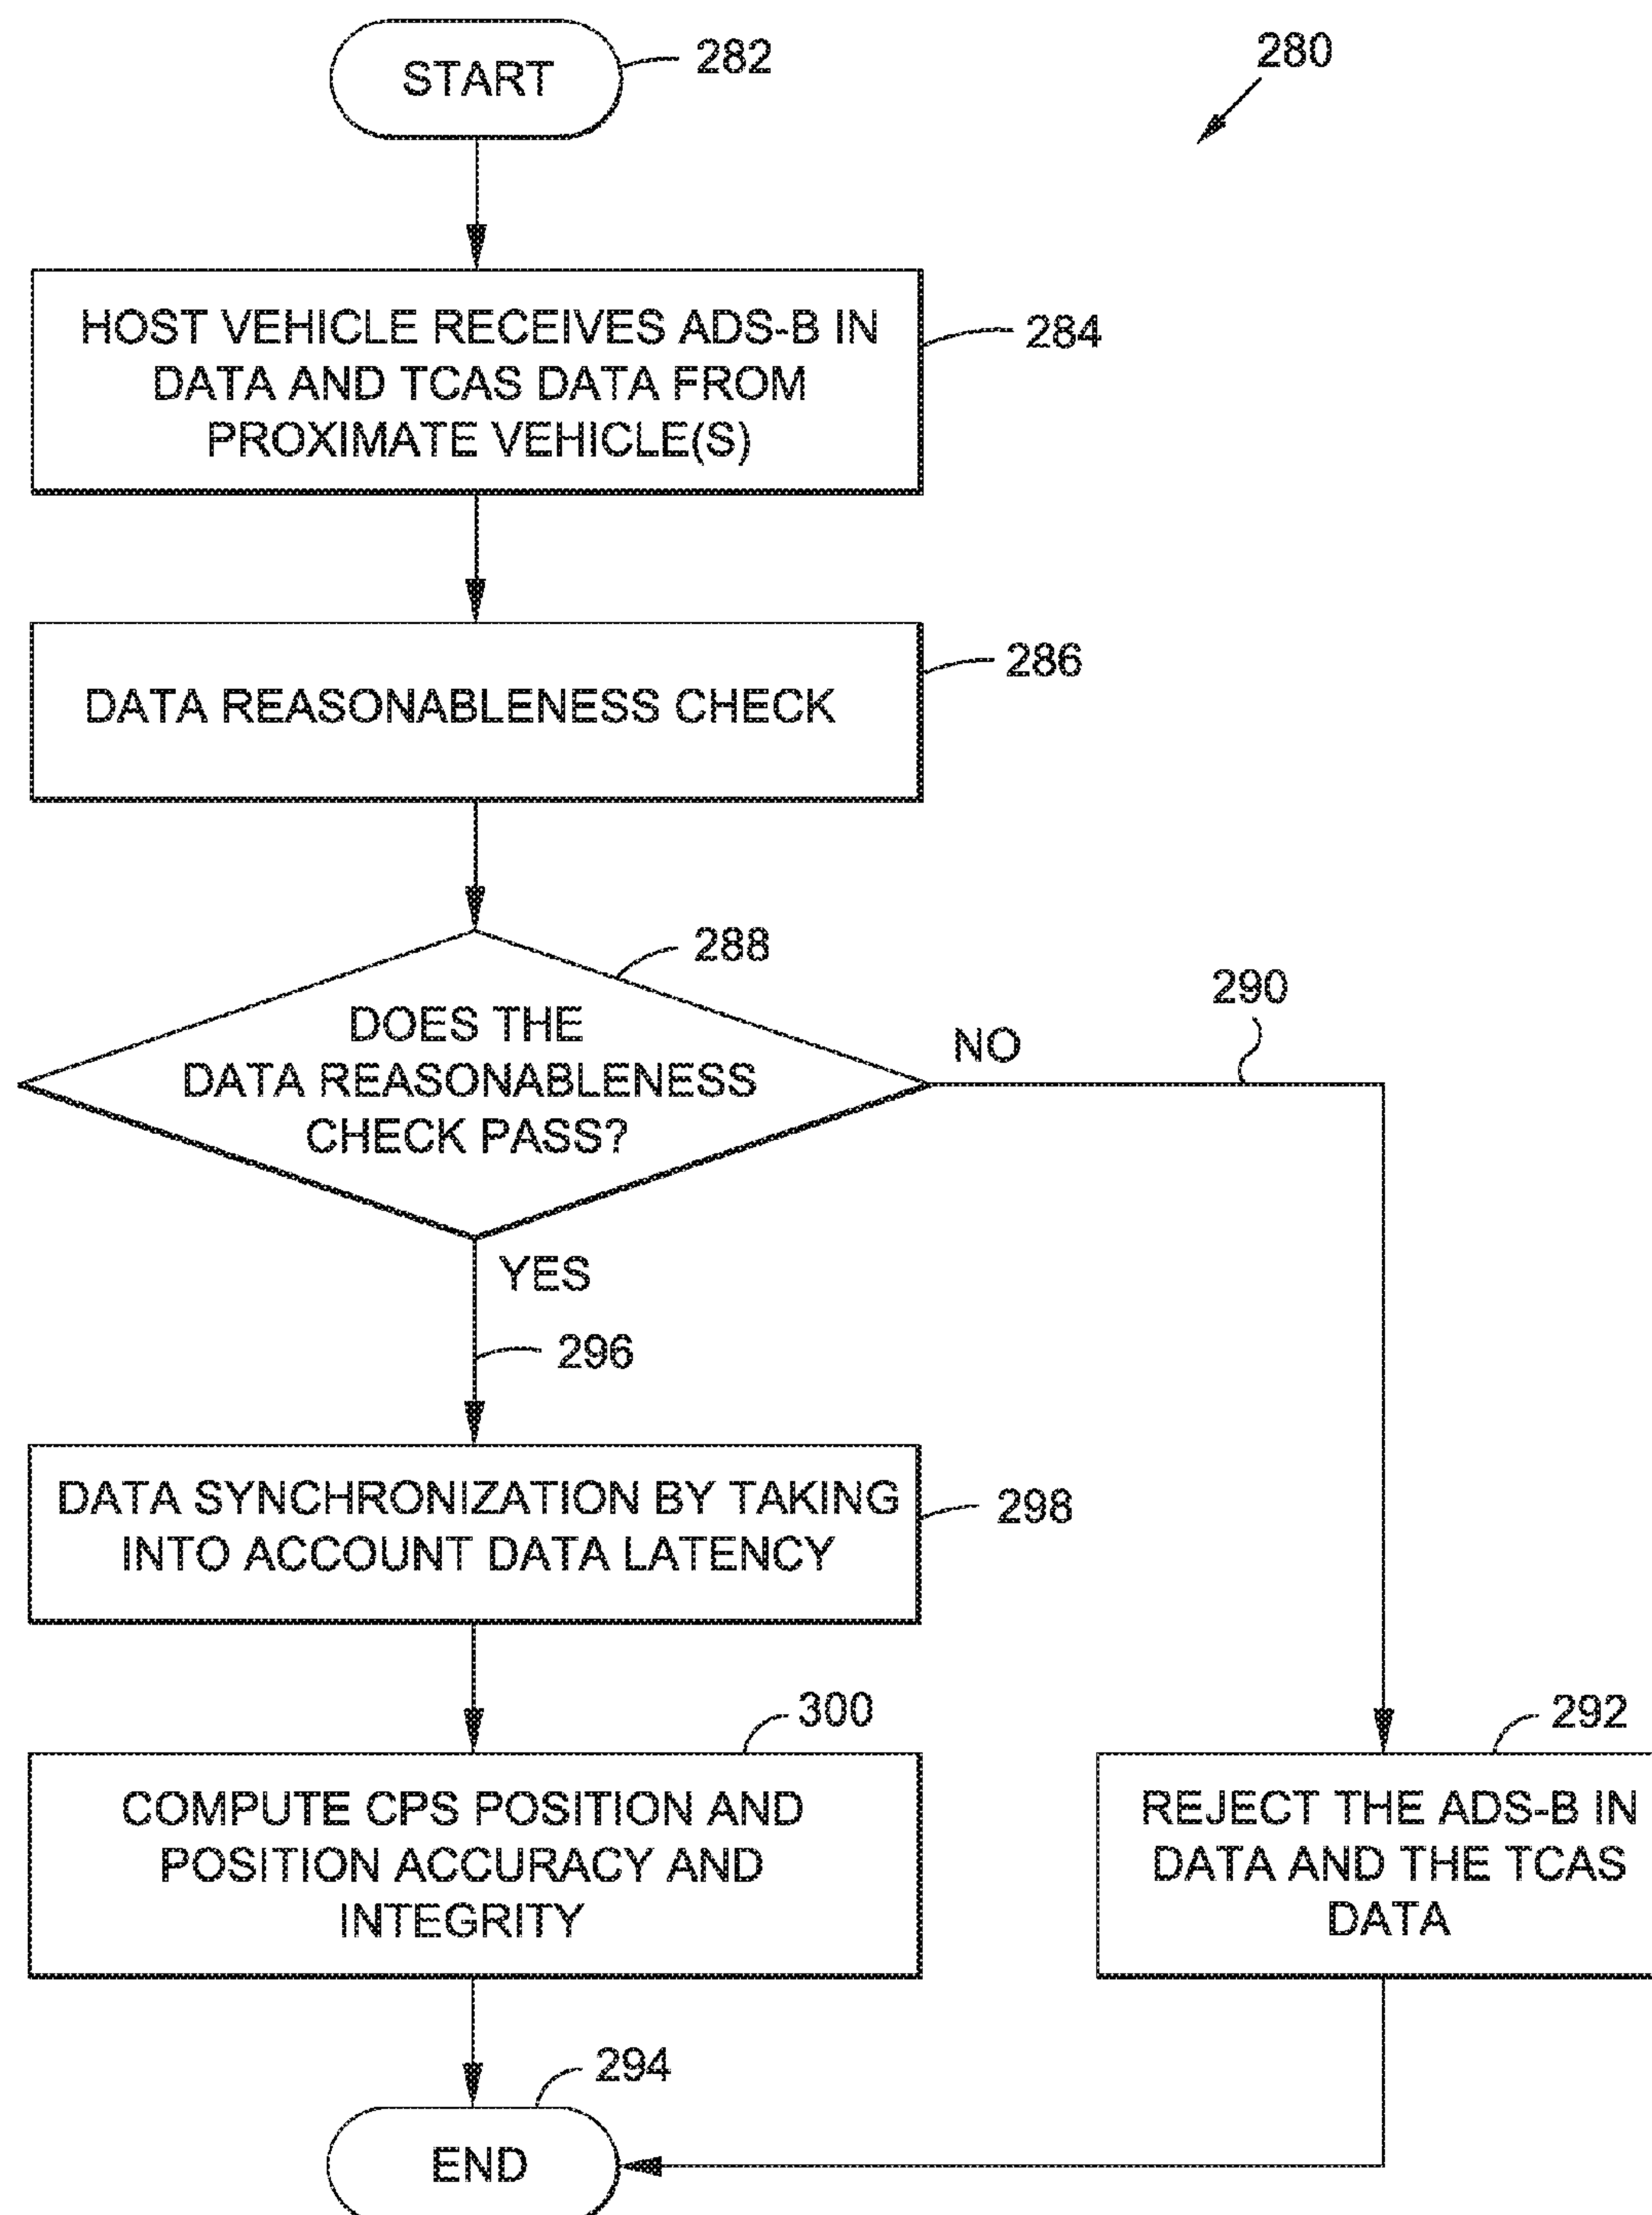 START
282
280
HOST VEHICLE RECEIVES ADS-B IN
DATA AND TCAS DATA FROM
PROXIMATE VEHICLE(S)
284
DATA REASONABLENESS CHECK
286
288
DOES THE
DATA REASONABLENESS
CHECK PASS?
NO
290
YES
296
DATA SYNCHRONIZATION BY TAKING
INTO ACCOUNT DATA LATENCY
298
300
COMPUTE CPS POSITION AND
POSITION ACCURACY AND
INTEGRITY
292
REJECT THE ADS-B IN
DATA AND THE TCAS
DATA
294
END